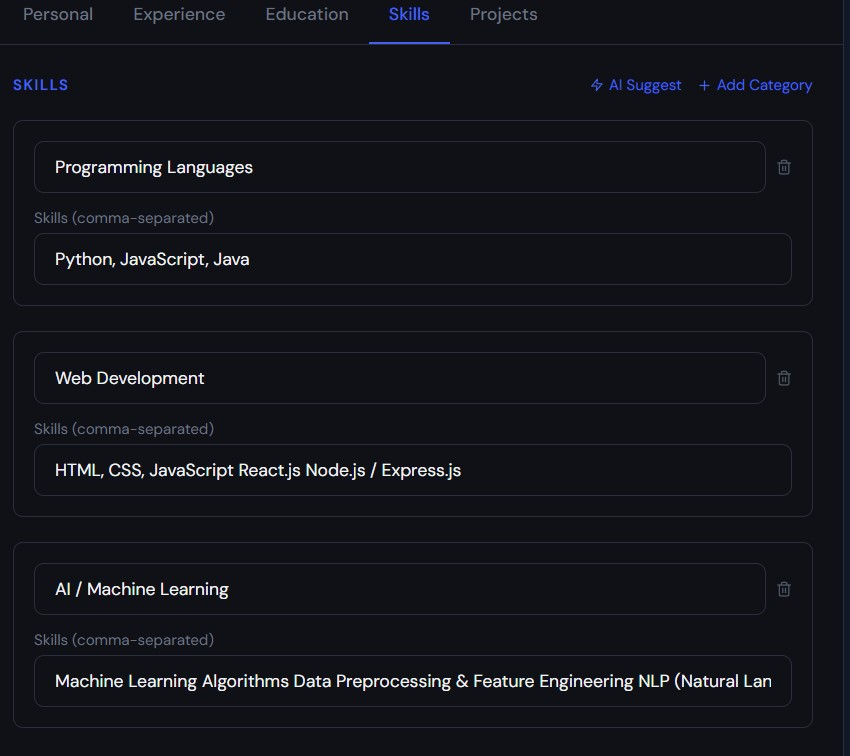 Personal Experience Education Skills Projects
SKILLS AI Suggest + Add Category
Programming Languages
Skills (comma-separated)
Python, JavaScript, Java
Web Development
Skills (comma-separated)
HTML, CSS, JavaScript React.js Node.js / Express.js
AI / Machine Learning
Skills (comma-separated)
Machine Learning Algorithms Data Preprocessing & Feature Engineering NLP (Natural Lan